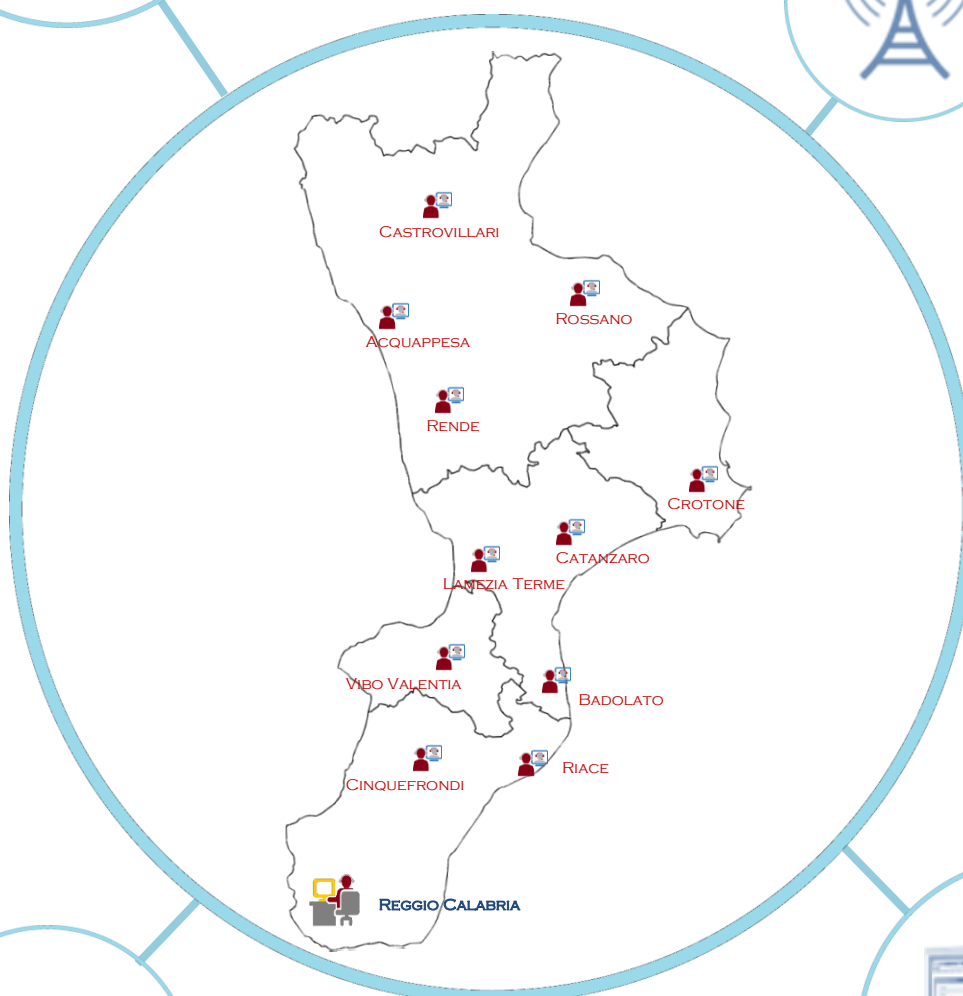 Castrovillari
Rossano
Acquappesa
Rende
Crotone
Catanzaro
Lamezia Terme
Vibo Valentia
Badolato
Riace
Cinquefrondi
Reggio Calabria